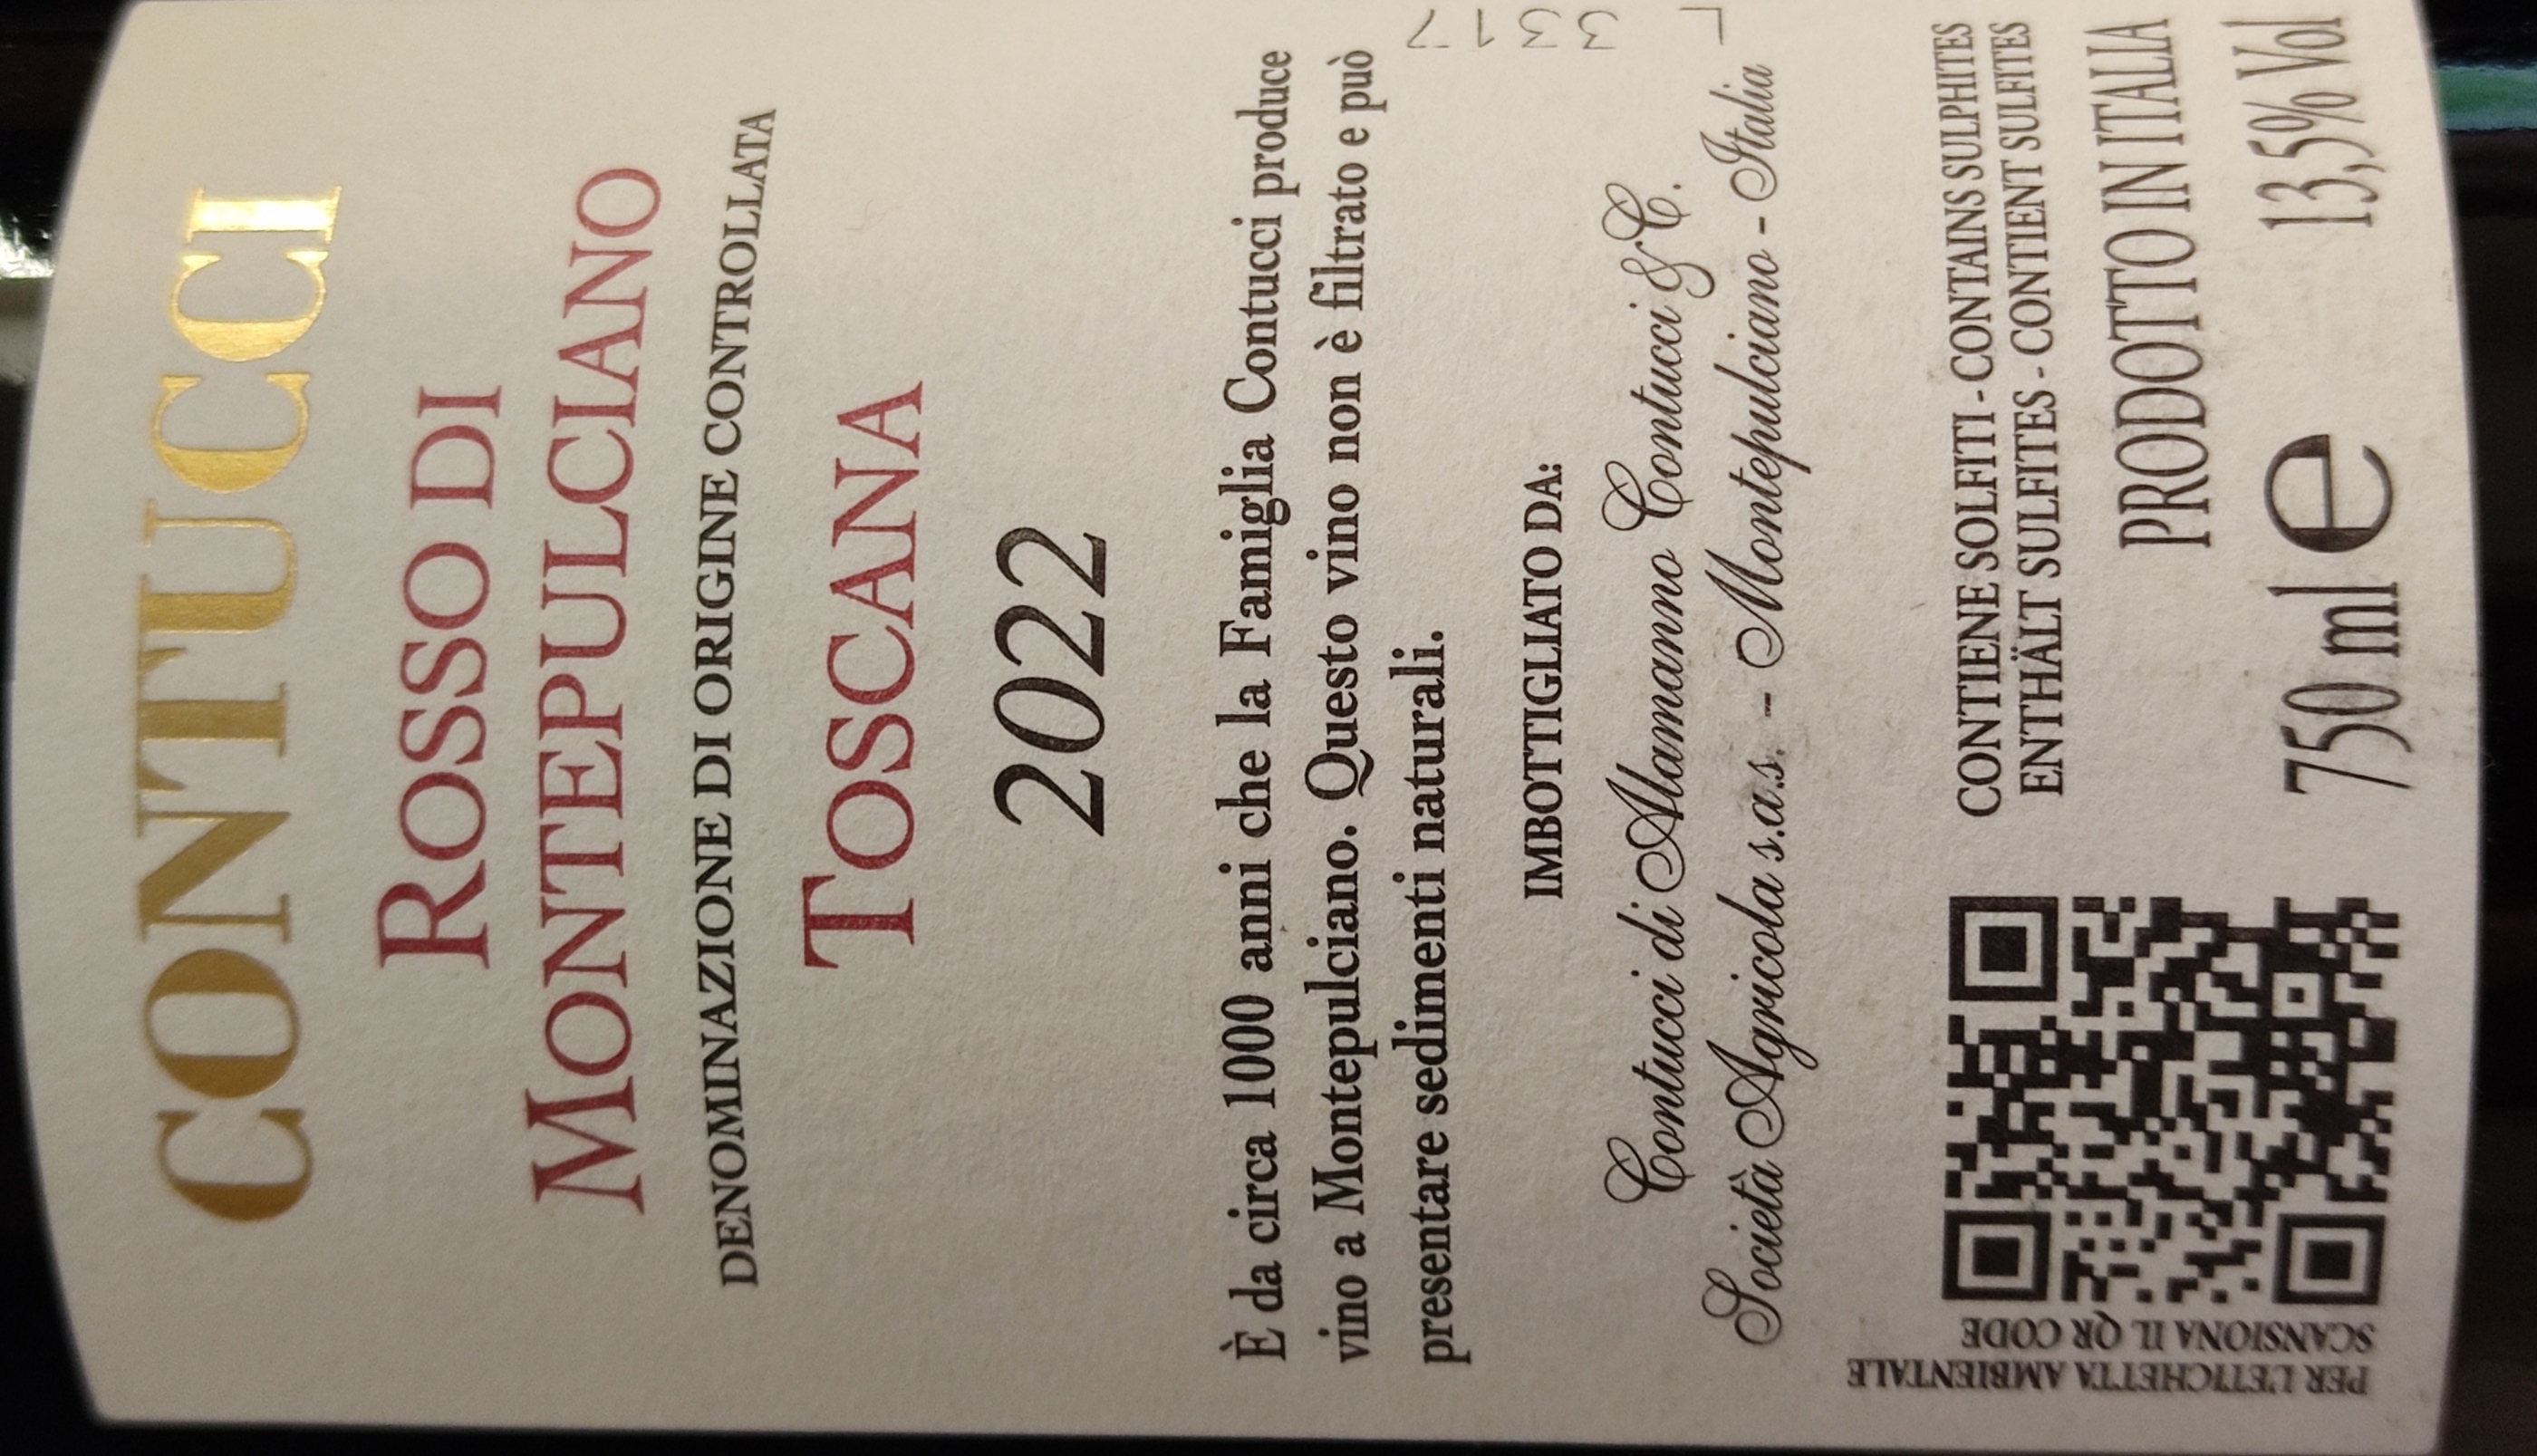 CONTUCCI
ROSSO DI
MONTEPULCIANO
DENOMINAZIONE DI ORIGINE CONTROLLATA
TOSCANA
2022
È da circa 1000 anni che la Famiglia Contucci produce
vino a Montepulciano. Questo vino non è filtrato e può
presentare sedimenti naturali.
L 3317
IMBOTTIGLIATO DA:
Contucci di Alamanno Contucci & C.
Società Agricola s.a.s. - Montepulciano - Italia
PER L'ETICHETTA AMBIENTALE
SCANSIONA IL QR CODE
CONTIENE SOLFITI - CONTAINS SULPHITES
ENTHÄLT SULFITES - CONTIENT SULFITES
PRODOTTO IN ITALIA
750 ml e 13,5% Vol